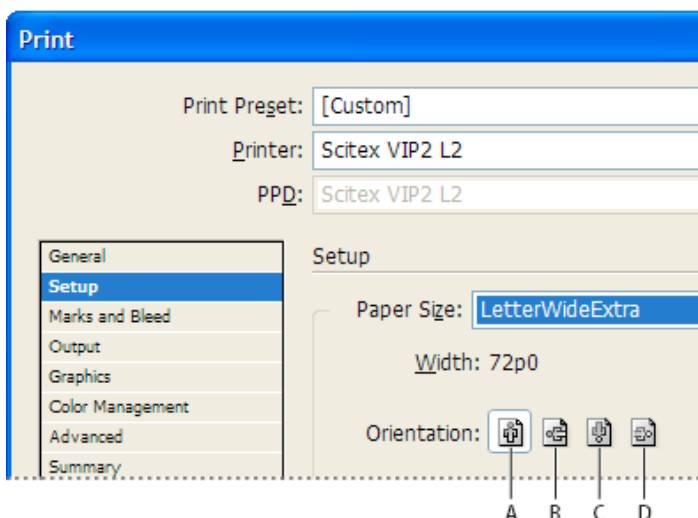 Print
Print Preset: [Custom]
Printer: Scitex VIP2 L2
PPD: Scitex VIP2 L2
General
Setup
Marks and Bleed
Output
Graphics
Color Management
Advanced
Summary
Setup
Paper Size: LetterWideExtra
Width: 72p0
Orientation:
A B C D